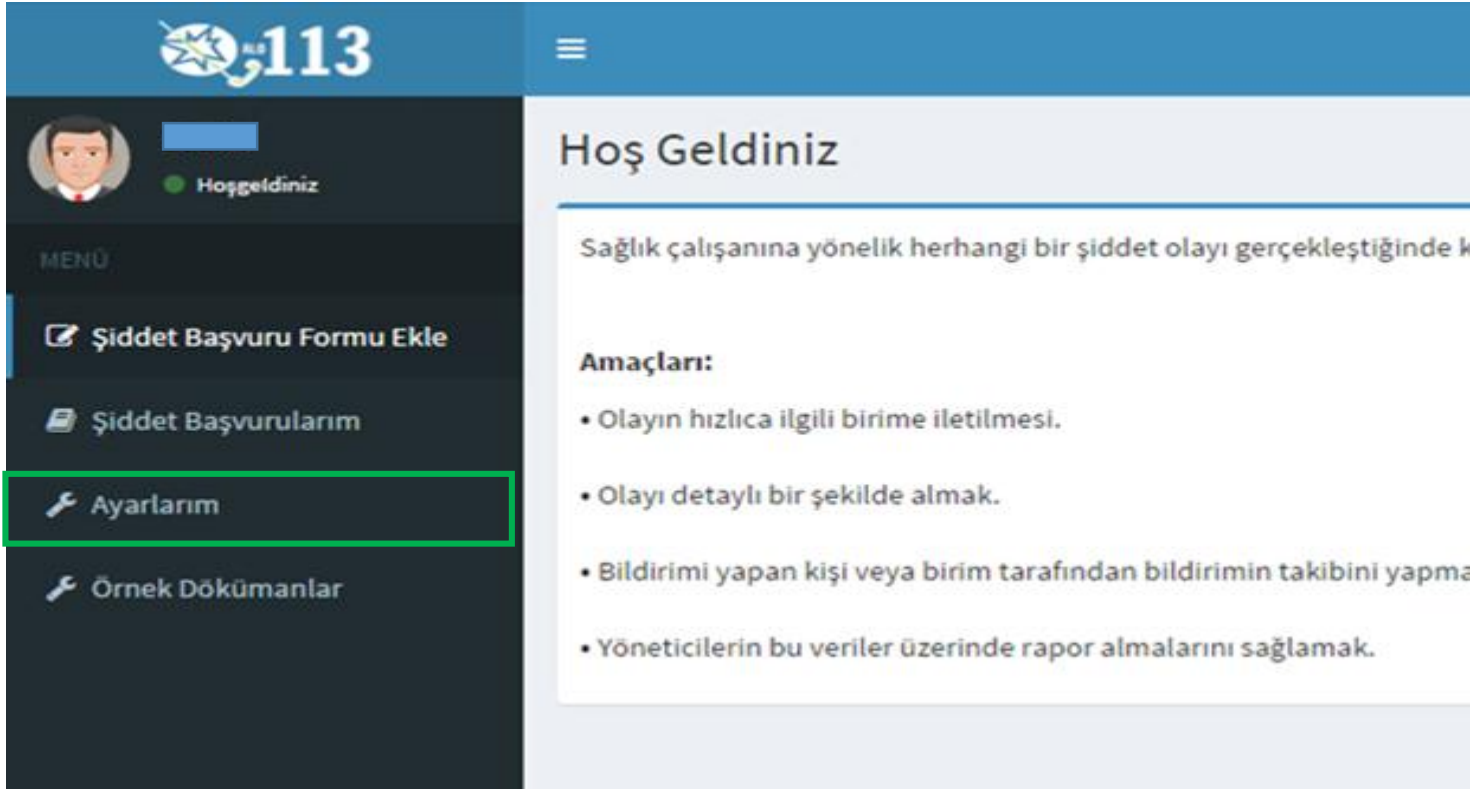 ALO 113
Hoşgeldiniz
MENÜ
Şiddet Başvuru Formu Ekle
Şiddet Başvurularım
Ayarlarım
Örnek Dökümanlar
Hoş Geldiniz
Sağlık çalışanına yönelik herhangi bir şiddet olayı gerçekleştiğinde k
Amaçları:
• Olayın hızlıca ilgili birime iletilmesi.
• Olayı detaylı bir şekilde almak.
• Bildirimi yapan kişi veya birim tarafından bildirimin takibini yapma
• Yöneticilerin bu veriler üzerinde rapor almalarını sağlamak.